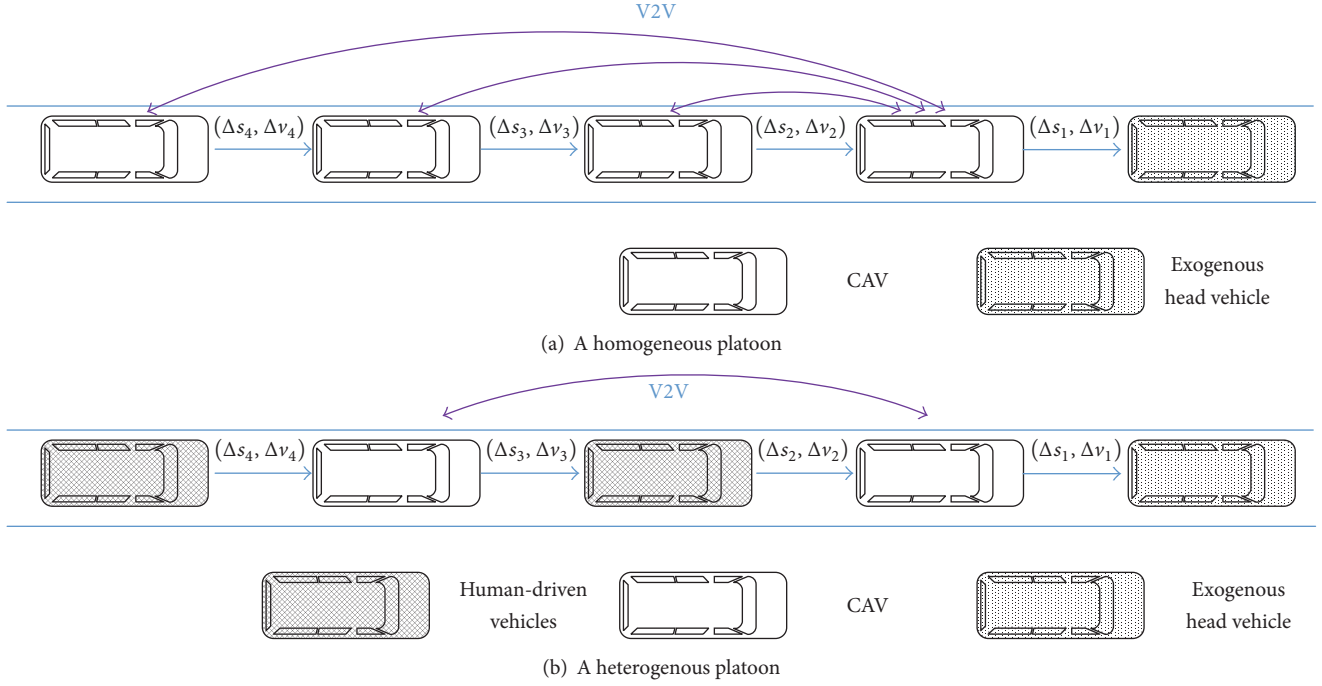 V2V
(Δs₄, Δv₄) (Δs₃, Δv₃) (Δs₂, Δv₂) (Δs₁, Δv₁)
CAV
Exogenous
head vehicle
(a) A homogeneous platoon
V2V
(Δs₄, Δv₄) (Δs₃, Δv₃) (Δs₂, Δv₂) (Δs₁, Δv₁)
Human-driven
vehicles
CAV
Exogenous
head vehicle
(b) A heterogenous platoon